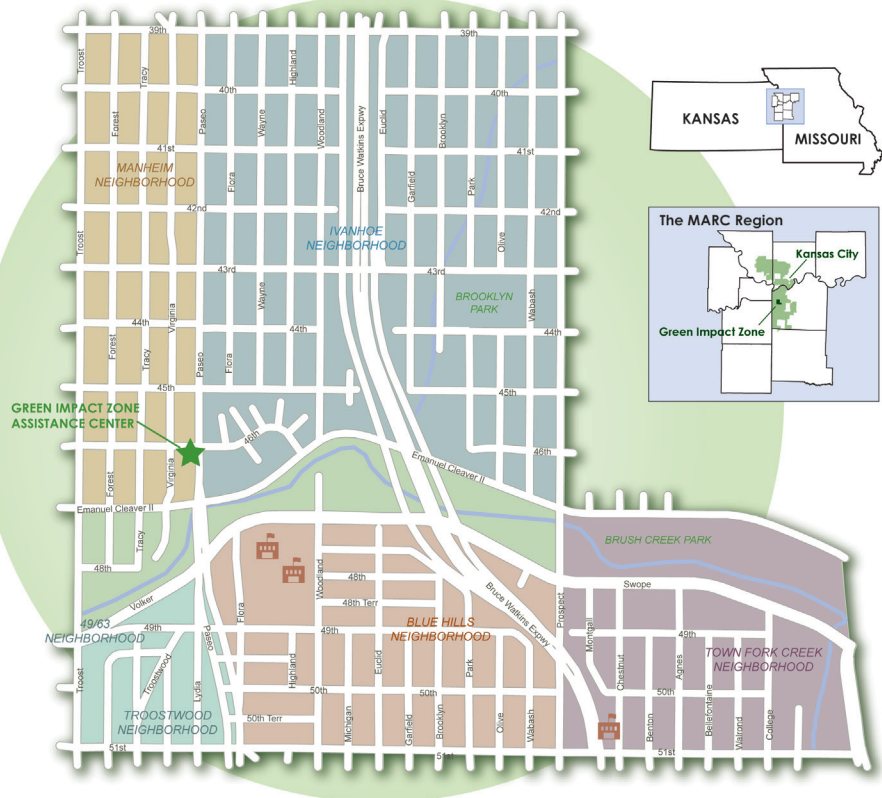 39th
39th
Troost
Tracy
Highland
40th
40th
Forest
Paseo
Wayne
Woodland
Bruce Watkins Expwy
Euclid
Brooklyn
41st
41st
MANHEIM
NEIGHBORHOOD
Flora
Garfield
Park
42nd
42nd
Troost
IVANHOE
NEIGHBORHOOD
Olive
43rd
43rd
Wayne
BROOKLYN
PARK
Wabash
Virginia
44th
44th
44th
Forest
Tracy
Paseo
Flora
45th
45th
GREEN IMPACT ZONE
ASSISTANCE CENTER
46th
46th
Emanuel Cleaver II
Forest
Virginia
Emanuel Cleaver II
Tracy
BRUSH CREEK PARK
48th
Woodland
48th
Swope
Volker
Flora
48th Terr
Bruce Watkins Expwy
Prospect
49/63
NEIGHBORHOOD
49th
Paseo
49th
BLUE HILLS
NEIGHBORHOOD
Montgall
49th
TOWN FORK CREEK
NEIGHBORHOOD
Troost
Troostwood
Lydia
Highland
Euclid
Park
Chestnut
Agnes
50th
50th
50th
TROOSTWOOD
NEIGHBORHOOD
50th Terr
Michigan
Garfield
Brooklyn
Olive
Wabash
Benton
Bellefontaine
Walrond
College
51st
51st
51st
KANSAS
MISSOURI
The MARC Region
Kansas City
Green Impact Zone